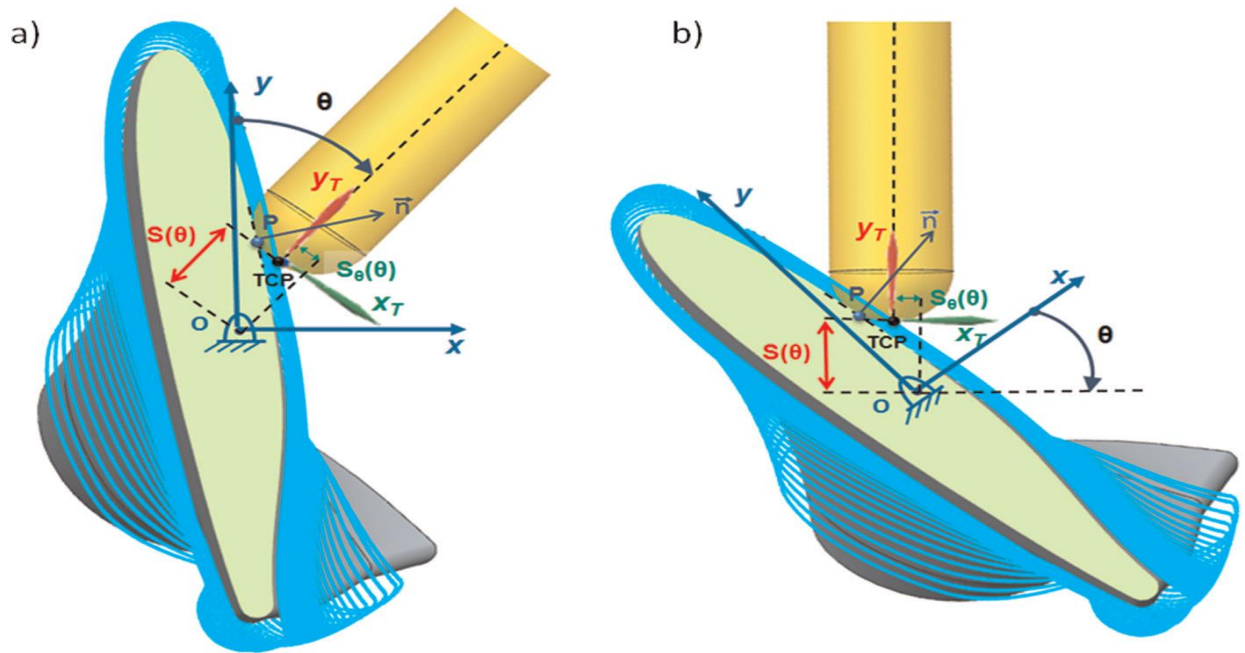 a)
y
θ
y_T
P
n⃗
S(θ)
S_θ(θ)
TCP
x_T
O
x
b)
y
y_T
n⃗
x
P
S_θ(θ)
x_T
θ
S(θ)
TCP
O